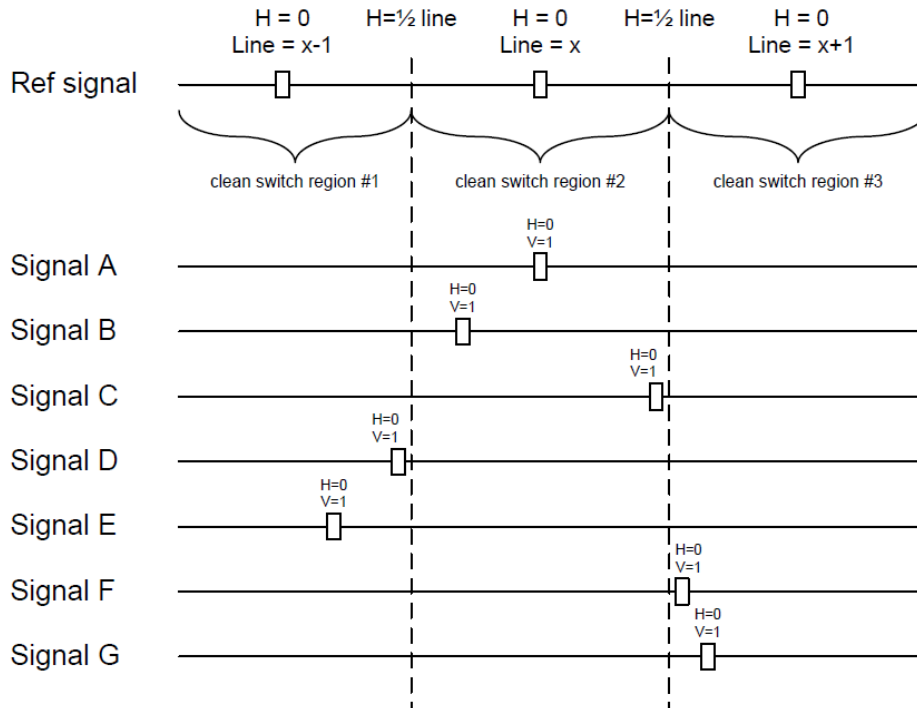 H = 0 H=½ line H = 0 H=½ line H = 0
Line = x-1 Line = x Line = x+1
Ref signal
clean switch region #1 clean switch region #2 clean switch region #3
H=0
V=1
Signal A
H=0
V=1
Signal B
H=0
V=1
Signal C
H=0
V=1
Signal D
H=0
V=1
Signal E
H=0
V=1
Signal F
H=0
V=1
Signal G